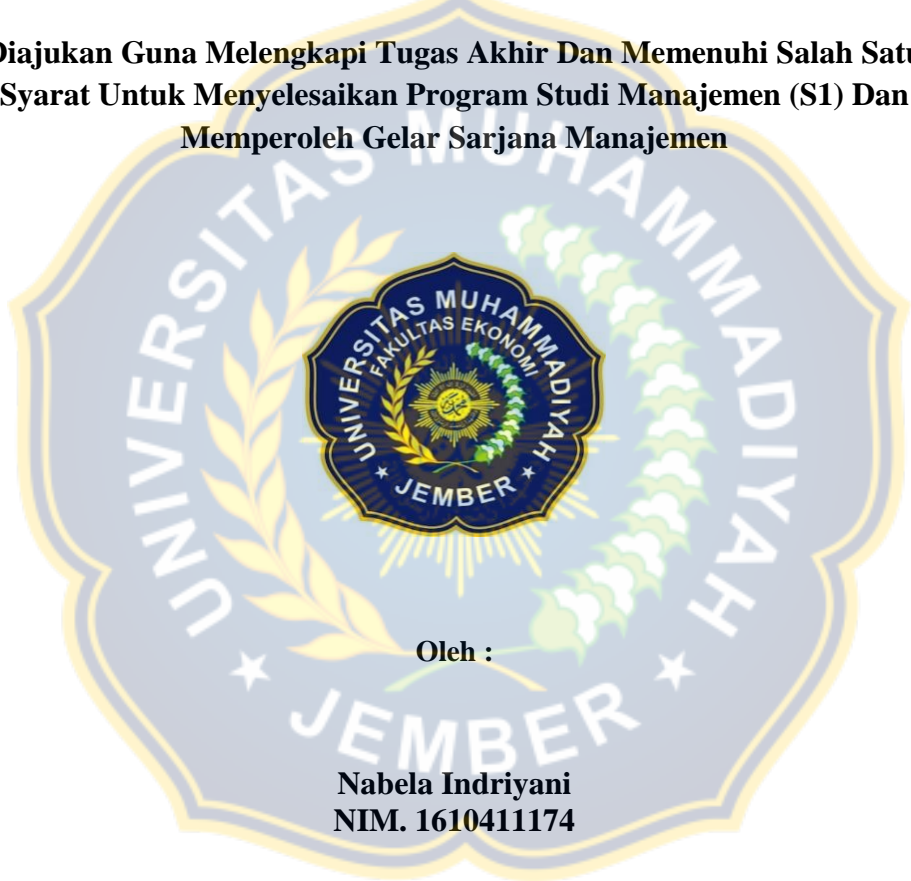 Diajukan Guna Melengkapi Tugas Akhir Dan Memenuhi Salah Satu
Syarat Untuk Menyelesaikan Program Studi Manajemen (S1) Dan
Memperoleh Gelar Sarjana Manajemen
UNIVERSITAS MUHAMMADIYAH
FAKULTAS EKONOMI
JEMBER
Oleh :
UNIVERSITAS MUHAMMADIYAH
JEMBER
Nabela Indriyani
NIM. 1610411174